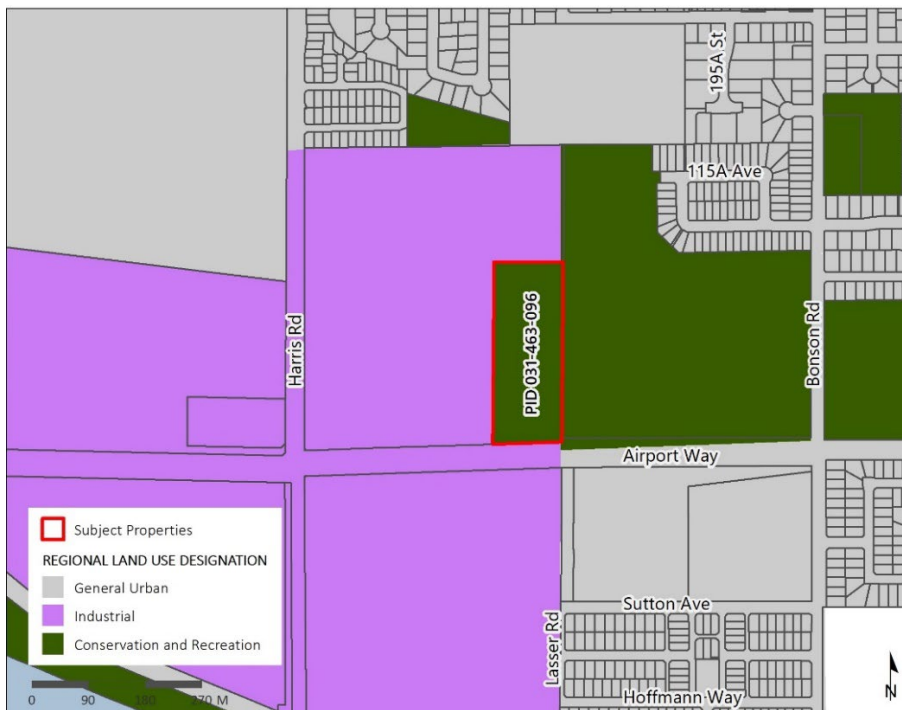 195A St
115A Ave
PID 031-463-096
Harris Rd
Bonson Rd
Airport Way
Subject Properties
REGIONAL LAND USE DESIGNATION
General Urban
Industrial
Conservation and Recreation
Sutton Ave
Lasser Rd
Hoffmann Way
0 90 180 270 M
N